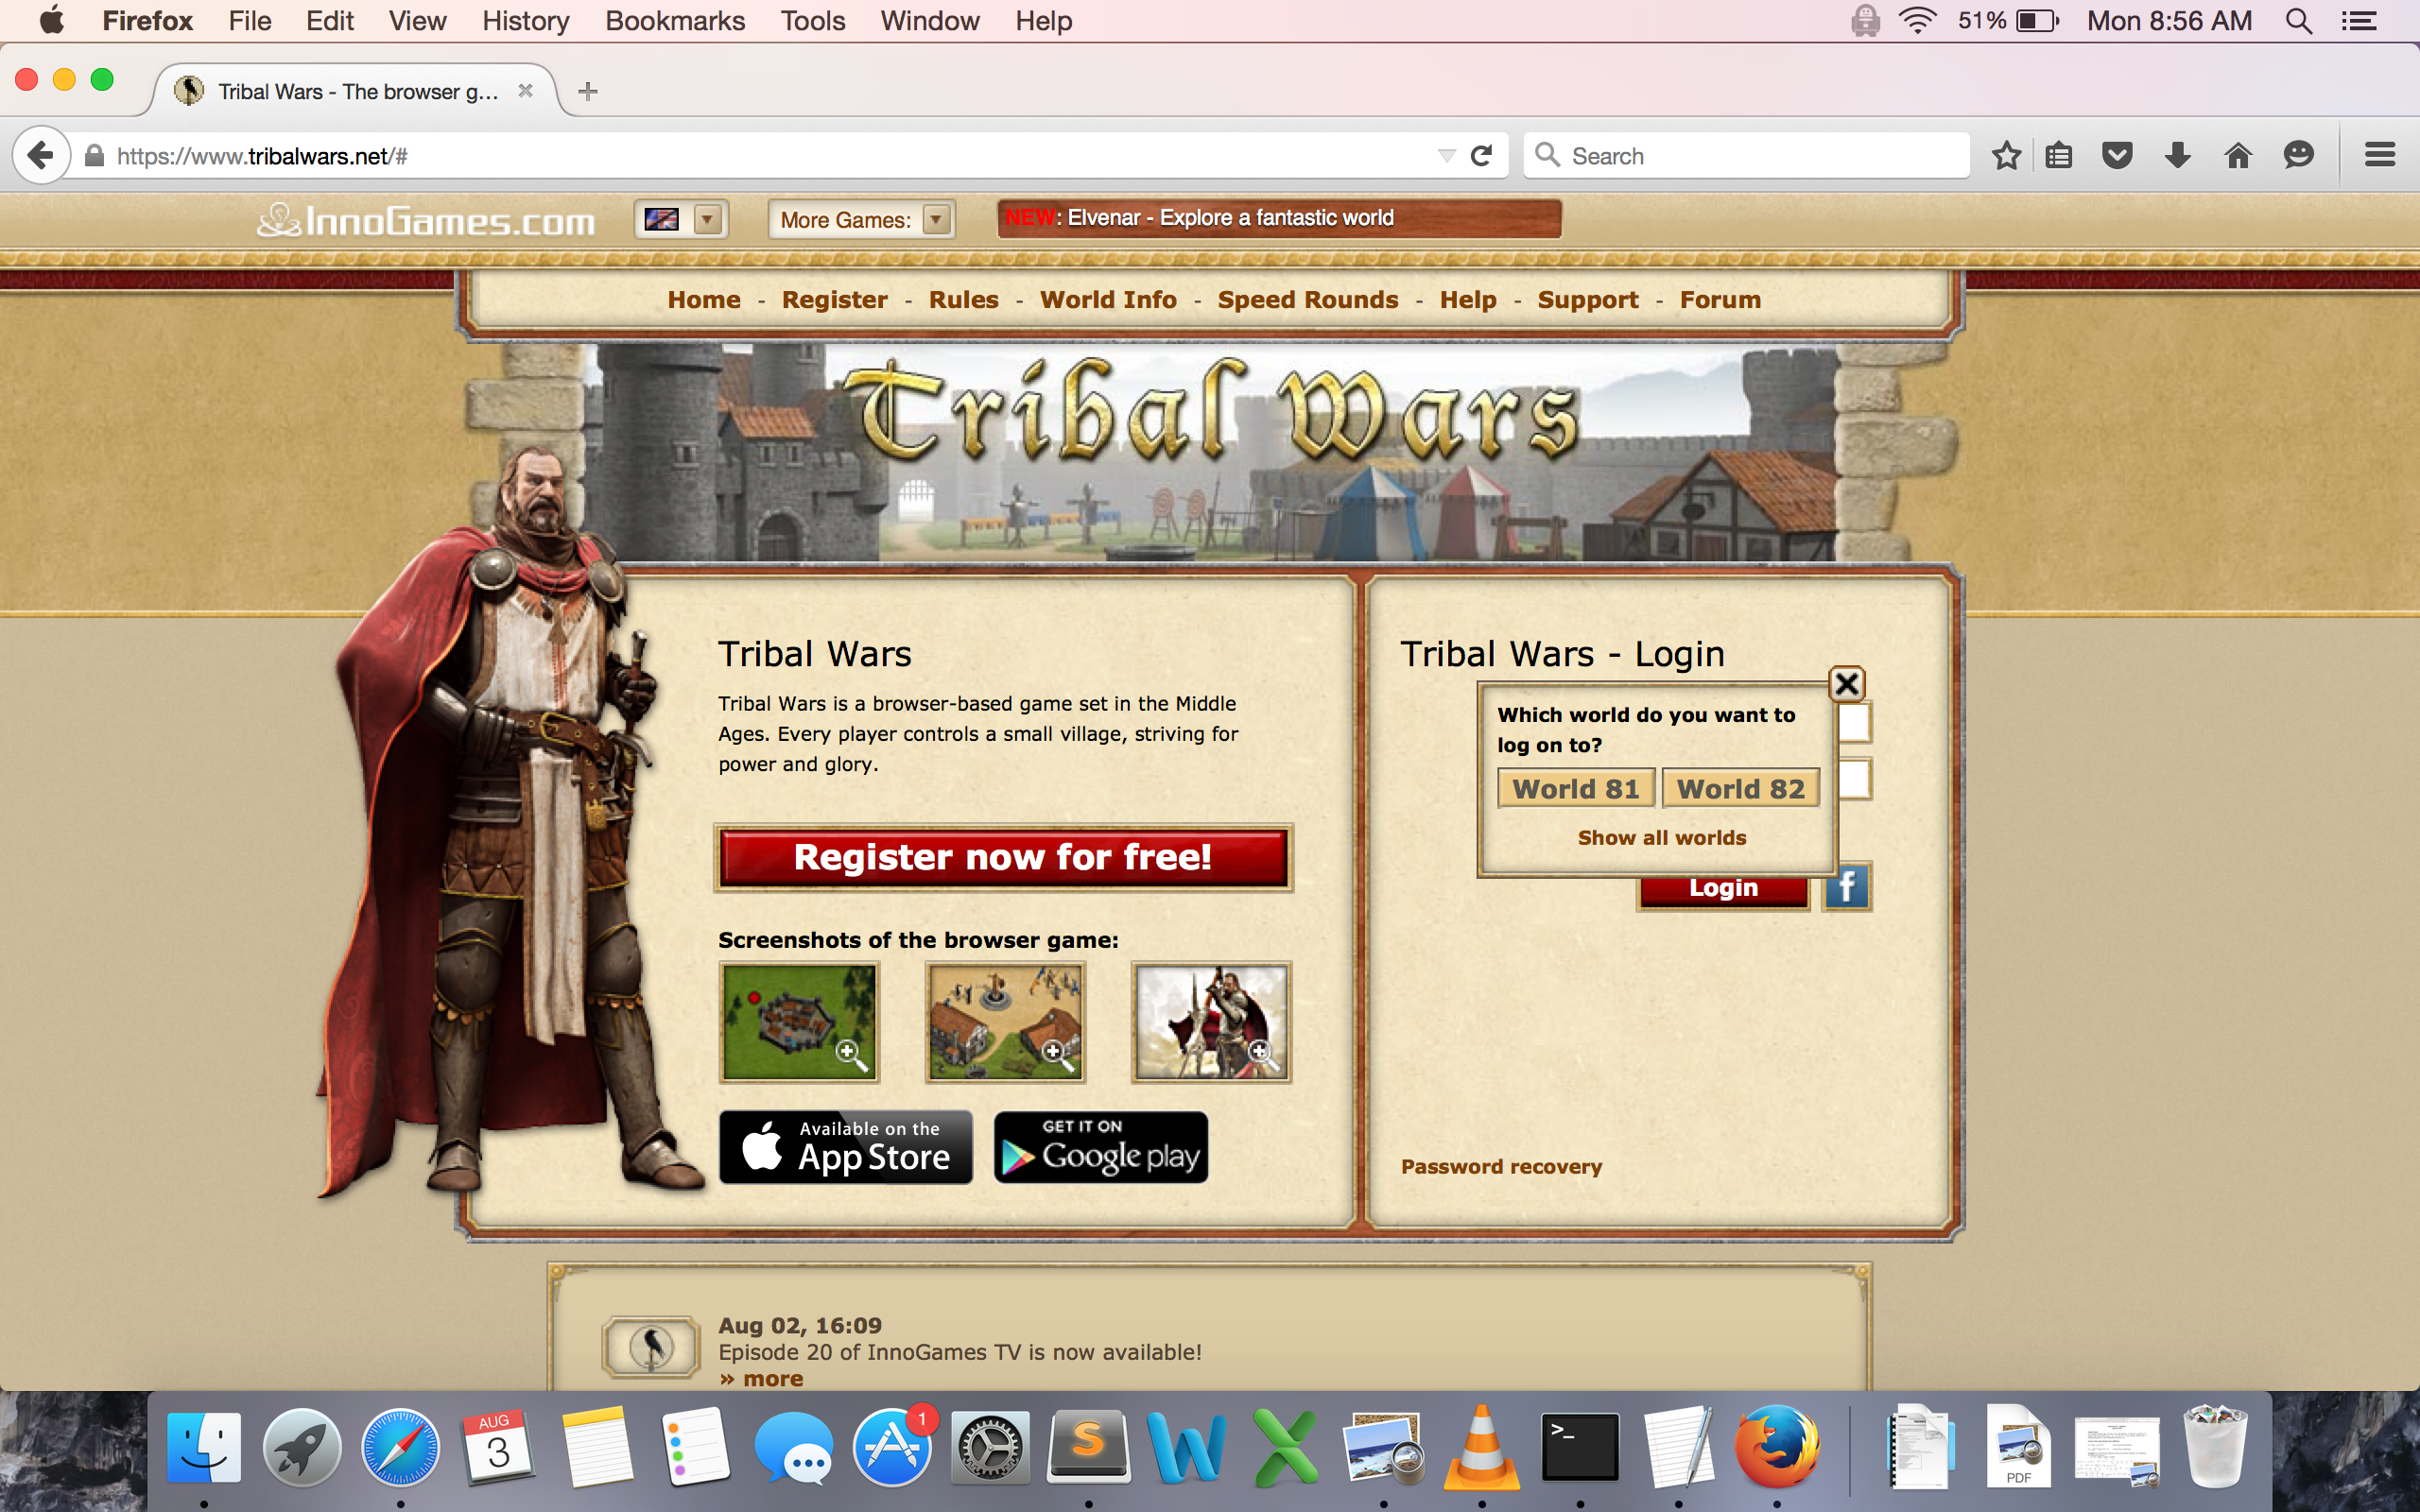 Firefox File Edit View History Bookmarks Tools Window Help 51% Mon 8:56 AM
Tribal Wars - The browser g...
https://www.tribalwars.net/#
Search
InnoGames.com
More Games:
NEW: Elvenar - Explore a fantastic world
Home - Register - Rules - World Info - Speed Rounds - Help - Support - Forum
Tribal Wars
Tribal Wars
Tribal Wars is a browser-based game set in the Middle
Ages. Every player controls a small village, striving for
power and glory.
Register now for free!
Screenshots of the browser game:
Available on the
App Store
GET IT ON
Google play
Tribal Wars - Login
Which world do you want to
log on to?
World 81 World 82
Show all worlds
Login
f
Password recovery
Aug 02, 16:09
Episode 20 of InnoGames TV is now available!
» more
AUG
3
1
S
W
X
>_
PDF